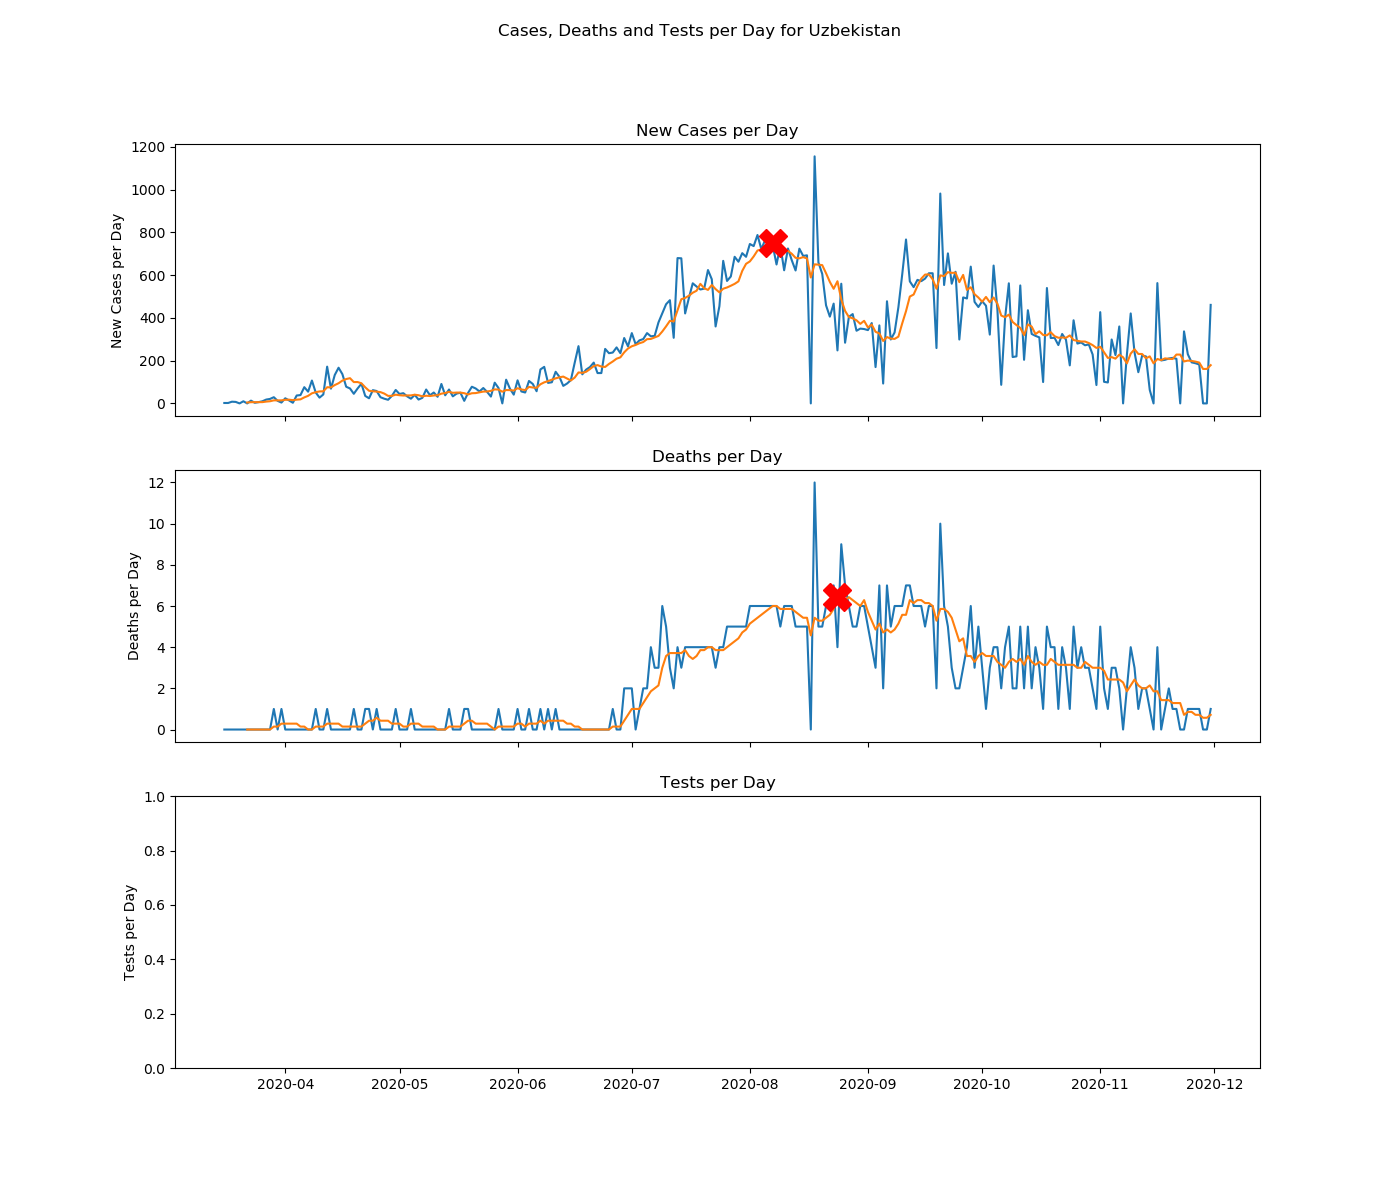 Cases, Deaths and Tests per Day for Uzbekistan
New Cases per Day
1200
1000
800
600
400
200
0
New Cases per Day
Deaths per Day
12
10
8
6
4
2
0
Deaths per Day
Tests per Day
1.0
0.8
0.6
0.4
0.2
0.0
Tests per Day
2020-04 2020-05 2020-06 2020-07 2020-08 2020-09 2020-10 2020-11 2020-12